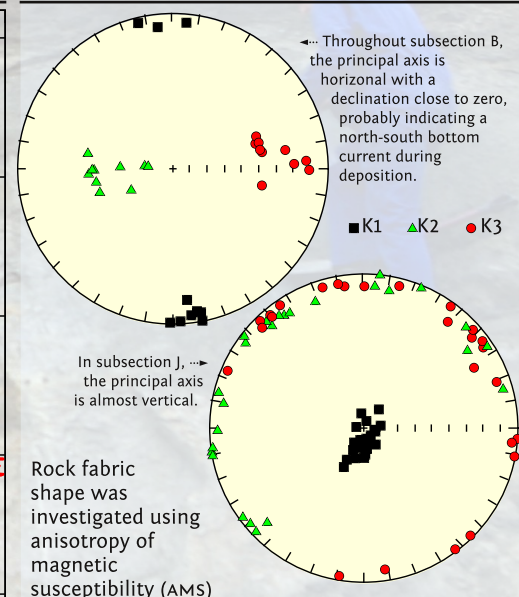 Throughout subsection B,
the principal axis is
horizonal with a
declination close to zero,
probably indicating a
north-south bottom
current during
deposition.
K1 K2 K3
In subsection J,
the principal axis
is almost vertical.
Rock fabric
shape was
investigated using
anisotropy of
magnetic
susceptibility (AMS)